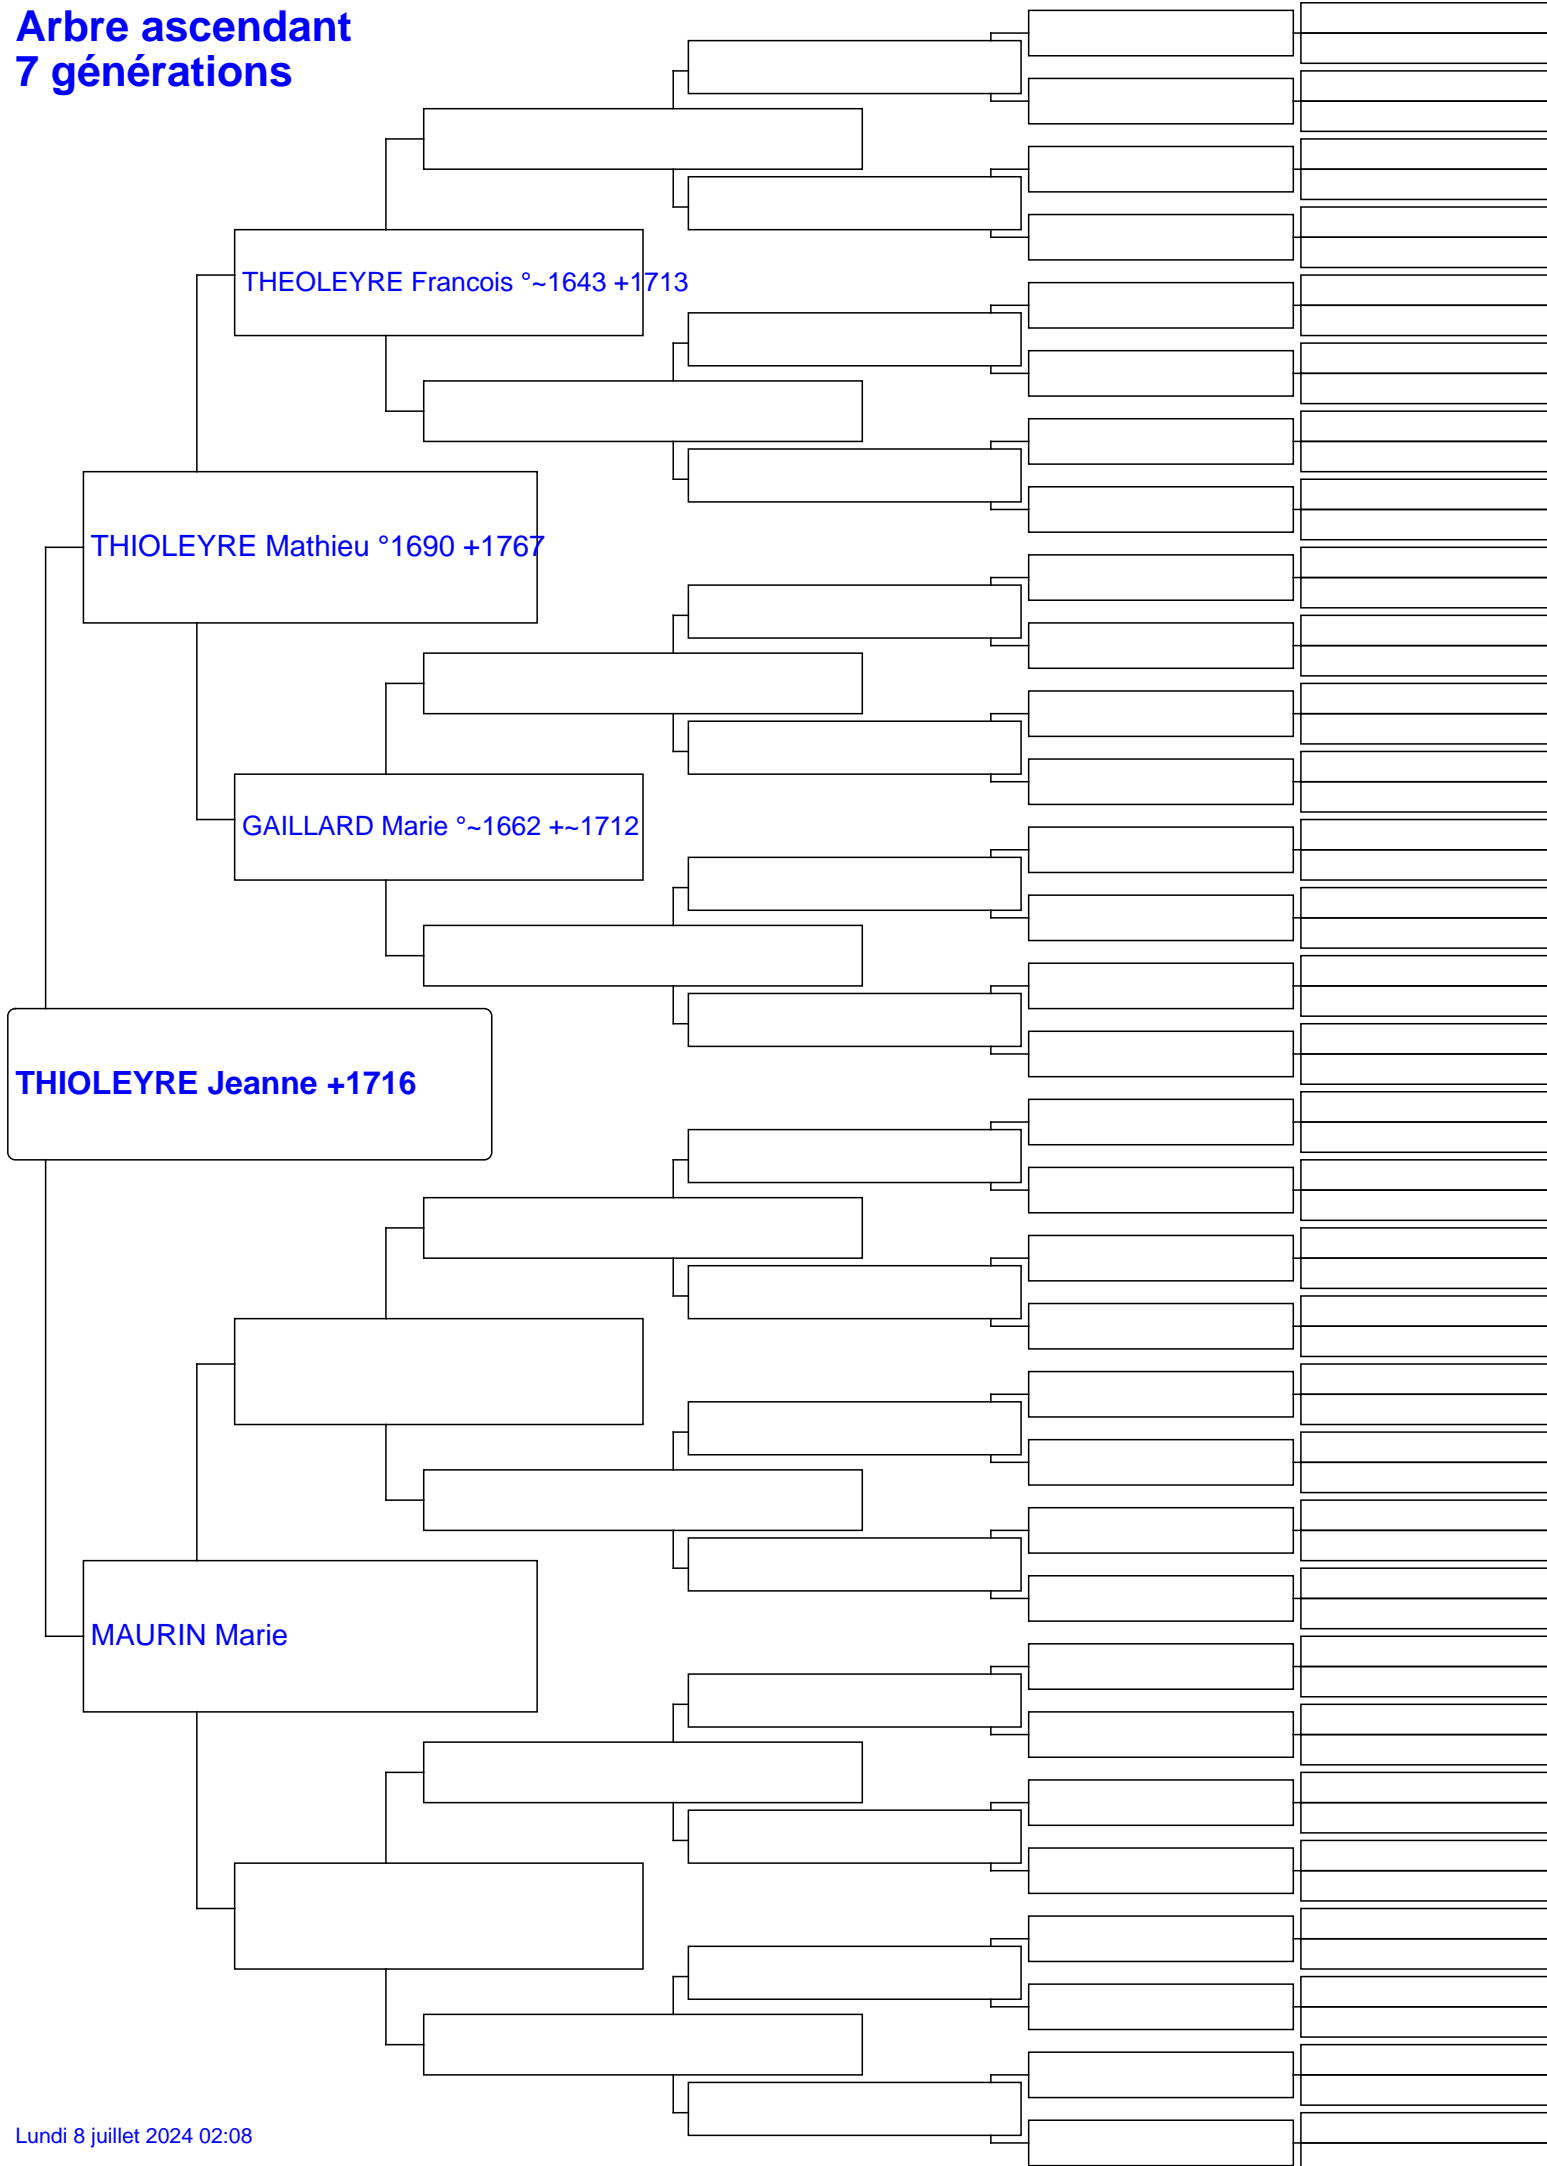 Arbre ascendant
7 générations
THEOLEYRE Francois °~1643 +1713
THIOLEYRE Mathieu °1690 +1767
GAILLARD Marie °~1662 +~1712
THIOLEYRE Jeanne +1716
MAURIN Marie
Lundi 8 juillet 2024 02:08